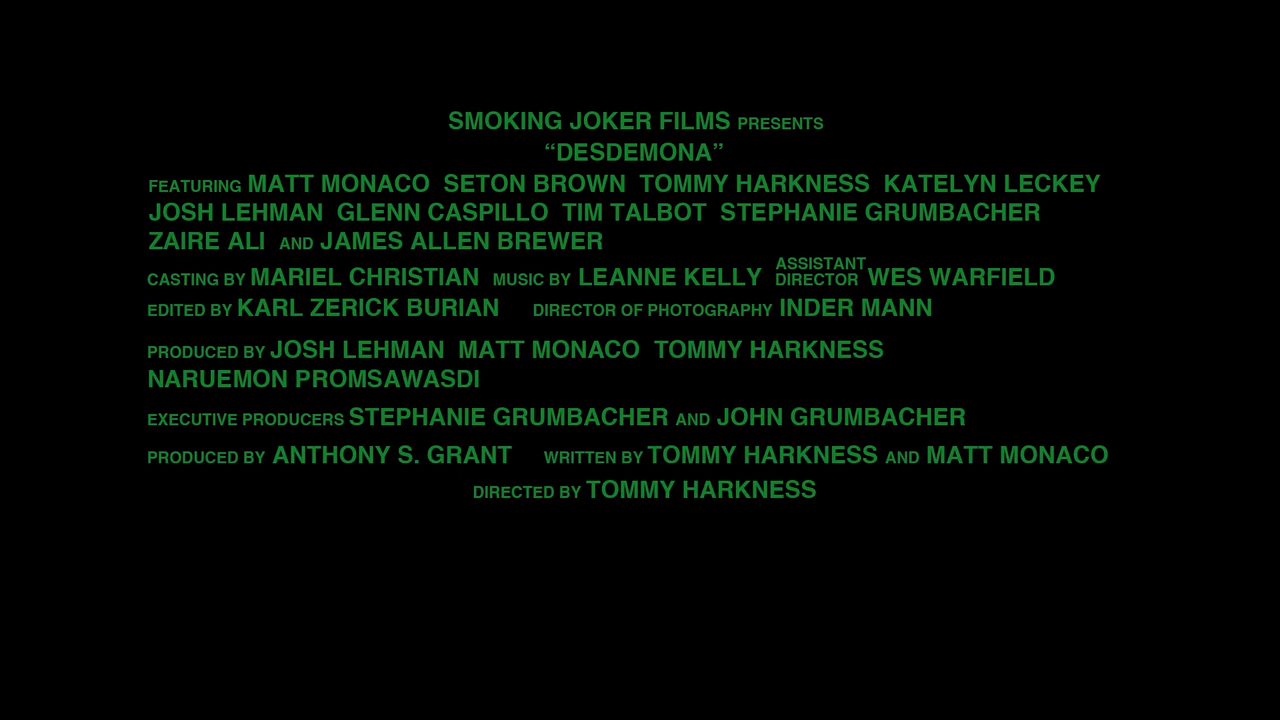 SMOKING JOKER FILMS PRESENTS
“DESDEMONA”
FEATURING MATT MONACO SETON BROWN TOMMY HARKNESS KATELYN LECKEY
JOSH LEHMAN GLENN CASPILLO TIM TALBOT STEPHANIE GRUMBACHER
ZAIRE ALI AND JAMES ALLEN BREWER
CASTING BY MARIEL CHRISTIAN MUSIC BY LEANNE KELLY ASSISTANT DIRECTOR WES WARFIELD
EDITED BY KARL ZERICK BURIAN DIRECTOR OF PHOTOGRAPHY INDER MANN
PRODUCED BY JOSH LEHMAN MATT MONACO TOMMY HARKNESS
NARUEMON PROMSAWASDI
EXECUTIVE PRODUCERS STEPHANIE GRUMBACHER AND JOHN GRUMBACHER
PRODUCED BY ANTHONY S. GRANT WRITTEN BY TOMMY HARKNESS AND MATT MONACO
DIRECTED BY TOMMY HARKNESS